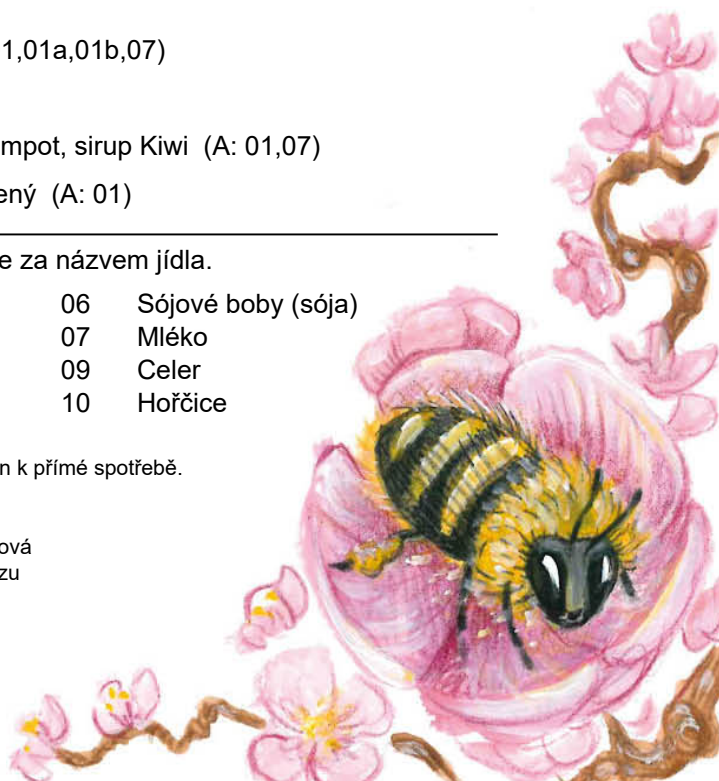 1,01a,01b,07)
mpot, sirup Kiwi (A: 01,07)
ený (A: 01)
e za názvem jídla.
06 Sójové boby (sója)
07 Mléko
09 Celer
10 Hořčice
n k přímé spotřebě.
ová
zu